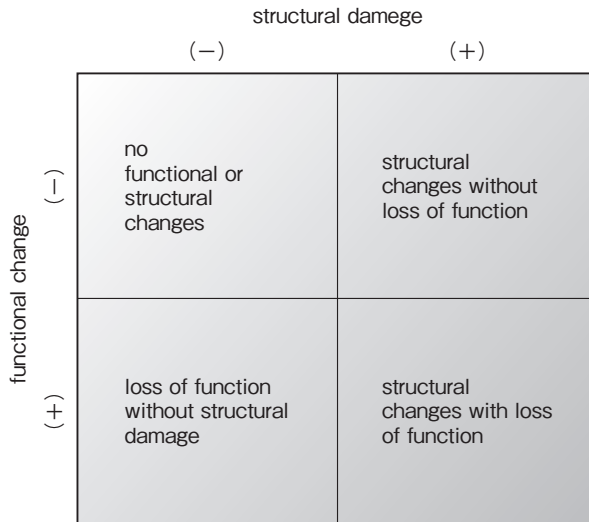 structural damege
(－)
(＋)
functional change
(－)
no
functional or
structural
changes
structural
changes without
loss of function
(＋)
loss of function
without structural
damage
structural
changes with loss
of function